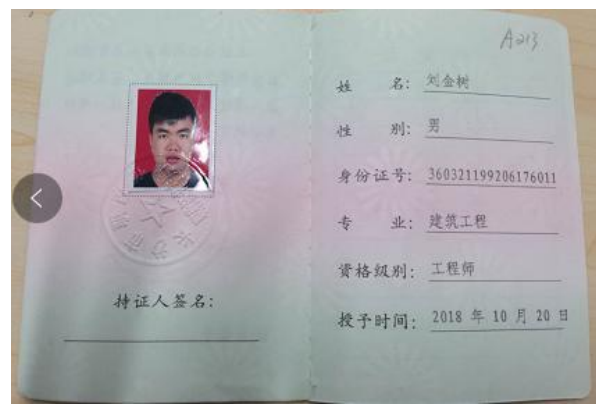 A213
姓 名: 刘金树
性 别: 男
身份证号: 360321199206176011
专 业: 建筑工程
资格级别: 工程师
授予时间: 2018 年 10 月 20 日
持证人签名: